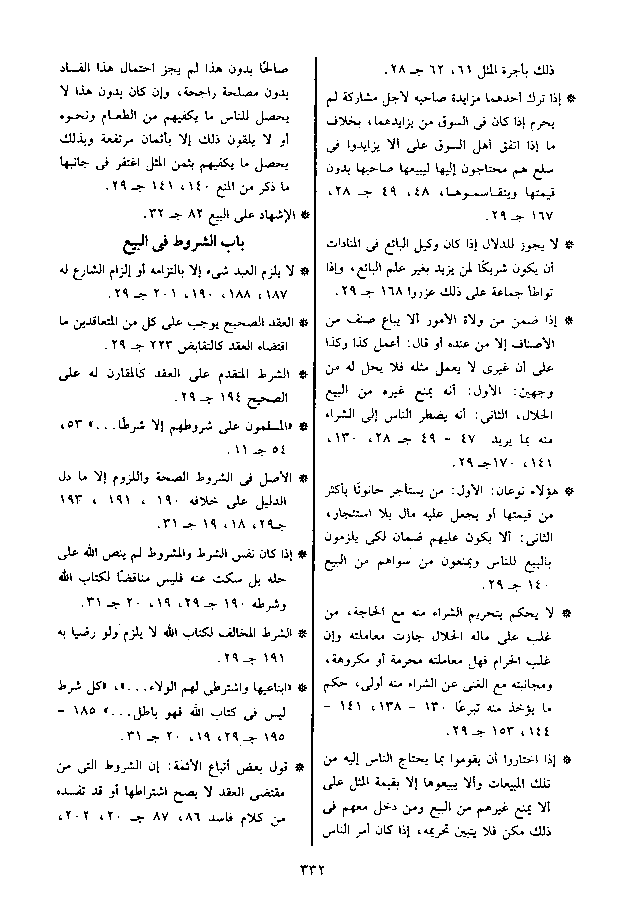 ذلك بأجرة المثل ٦١، ٦٢ جـ ٢٨.
* إذا ترك أحدهما مزايدة صاحبه لأجل مشاركة لم
يحرم إذا كان فى السوق من يزايدهما، بخلاف
ما إذا اتفق أهل السوق على ألا يزايدوا فى
سلع هم محتاجون إليها ليبيعها صاحبها بدون
قيمتها ويتقاسموها، ٤٨، ٤٩ جـ ٢٨،
١٦٧ جـ ٢٩.
* لا يجوز للدلال إذا كان وكيل البائع فى المنادات
أن يكون شريكًا لمن يزيد بغير علم البائع، وإذا
تواطأ جماعة على ذلك عزروا ١٦٨ جـ ٢٩.
* إذا ضمن من ولاة الأمور ألا يباع صنف من
الأصناف إلا من عنده أو قال: أعمل كذا وكذا
على أن غيرى لا يعمل مثله فلا يحل له من
وجهين: الأول: أنه يمنع غيره من البيع
الحلال، الثانى: أنه يضطر الناس إلى الشراء
منه بما يريد ٤٧ - ٤٩ جـ ٢٨، ١٣٠،
١٤١، ١٧٠جـ ٢٩.
* هؤلاء نوعان: الأول: من يستأجر حانوتًا بأكثر
من قيمتها أو يجعل عليه مال بلا استئجار،
الثانى: ألا يكون عليهم ضمان لكى يلزمون
بالبيع للناس ويمنعون من سواهم من البيع
١٤٠ جـ ٢٩.
* لا يحكم بتحريم الشراء منه مع الحاجة، من
غلب على ماله الحلال جازت معاملته وإن
غلب الحرام فهل معاملته محرمة أو مكروهة،
ومجانبته مع الغنى عن الشراء منه أولى، حكم
ما يؤخذ منه تبرعًا ١٣٠ - ١٣٨، ١٤١ -
١٤٤، ١٥٣ جـ ٢٩.
* إذا اختاروا أن يقوموا بما يحتاج الناس إليه من
تلك المبيعات وألا يبيعوها إلا بقيمة المثل على
ألا يمنع غيرهم من البيع ومن دخل معهم فى
ذلك مكن فلا يتبين تحريمه، إذا كان أمر الناس
صالحًا بدون هذا لم يجز احتمال هذا الفساد
بدون مصلحة راجحة، وإن كان بدون هذا لا
يحصل للناس ما يكفيهم من الطعام ونحوه
أو لا يلقون ذلك إلا بأثمان مرتفعة وبذلك
يحصل ما يكفيهم بثمن المثل اغتفر فى جانبها
ما ذكر من المنع ١٤٠، ١٤١ جـ ٢٩.
* الإشهاد على البيع ٨٢ جـ ٣٢.
باب الشروط فى البيع
* لا يلزم العبد شىء إلا بالتزامه أو إلزام الشارع له
١٨٧، ١٨٨، ١٩٠، ٢٠١ جـ ٢٩.
* العقد الصحيح يوجب على كل من المتعاقدين ما
اقتضاه العقد كالتقابض ٢٢٣ جـ ٢٩.
* الشرط المتقدم على العقد كالمقارن له على
الصحيح ١٩٤ جـ ٢٩.
* «المسلمون على شروطهم إلا شرطًا...» ٥٣،
٥٤ جـ ١١.
* الأصل فى الشروط الصحة واللزوم إلا ما دل
الدليل على خلافه ١٩٠ ، ١٩١ ، ١٩٣
جـ٢٩، ١٨، ١٩ جـ ٣١.
* إذا كان نفس الشرط والمشروط لم ينص الله على
حله بل سكت عنه فليس مناقضًا لكتاب الله
وشرطه ١٩٠ جـ ٢٩، ١٩، ٢٠ جـ ٣١.
* الشرط المخالف لكتاب الله لا يلزم ولو رضيا به
١٩١ جـ ٢٩.
* «ابتاعيها واشترطى لهم الولاء...»، «كل شرط
ليس فى كتاب الله فهو باطل...» ١٨٥ -
١٩٥ جـ ٢٩، ١٩، ٢٠ جـ ٣١.
* قول بعض أتباع الأئمة: إن الشروط التى من
مقتضى العقد لا يصح اشتراطها أو قد تفسده
من كلام فاسد ٨٦، ٨٧ جـ ٢٠، ٢٠٢،
٣٣٢